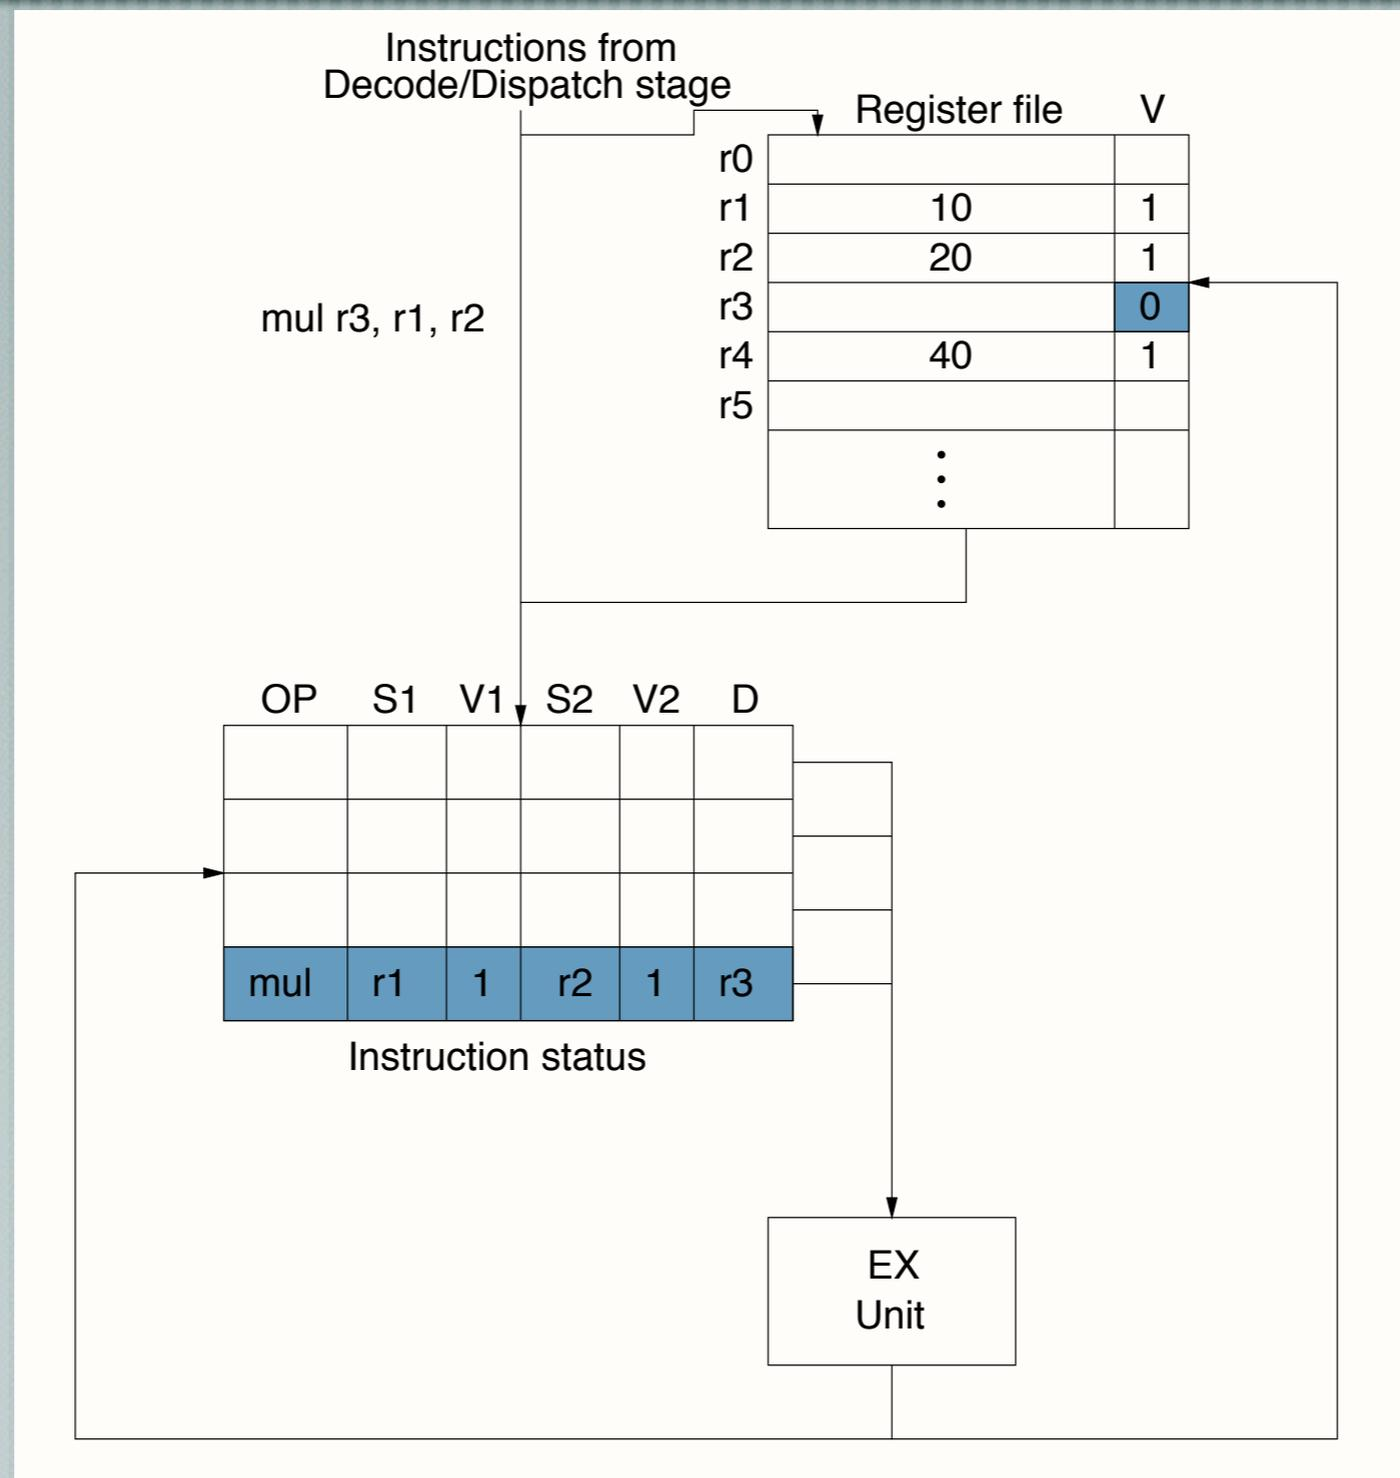 Instructions from
Decode/Dispatch stage
Register file V
r0
r1 10 1
r2 20 1
r3 0
r4 40 1
r5
mul r3, r1, r2
OP S1 V1 S2 V2 D
mul r1 1 r2 1 r3
Instruction status
EX
Unit